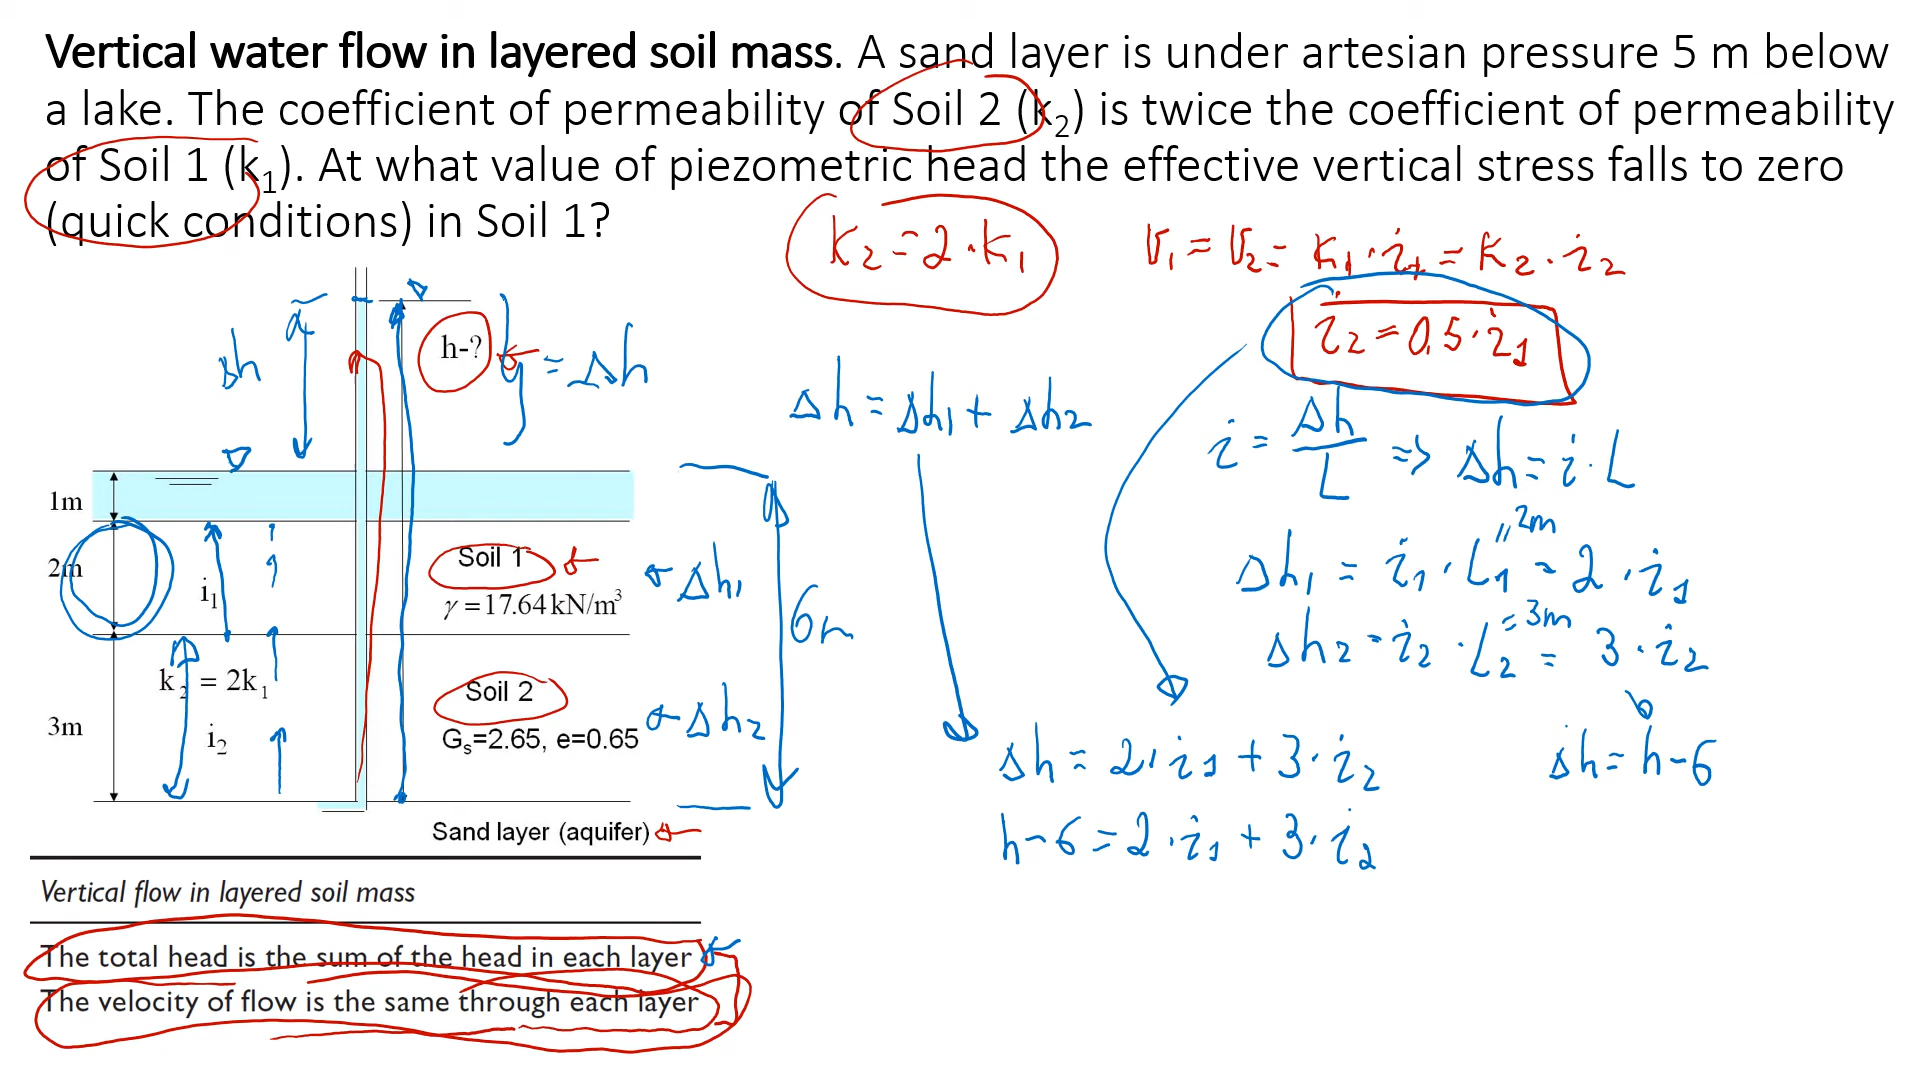 Vertical water flow in layered soil mass. A sand layer is under artesian pressure 5 m below
a lake. The coefficient of permeability of Soil 2 (k₂) is twice the coefficient of permeability
of Soil 1 (k₁). At what value of piezometric head the effective vertical stress falls to zero
(quick conditions) in Soil 1?
k₂ = 2·k₁
v₁ = v₂ = k₁·i₁ = k₂·i₂
i₂ = 0.5·i₁
Δh
h-?
= Δh
Δh = Δh₁ + Δh₂
i = Δh/L => Δh = i·L
1m
2m
i₁
Soil 1
γ = 17.64 kN/m³
Δh₁
6m
Δh₁ = i₁·L₁ = 2·i₁
= 2m
Δh₂ = i₂·L₂ = 3·i₂
= 3m
k₂ = 2k₁
3m
i₂
Soil 2
Gₛ=2.65, e=0.65
Δh₂
Δh = 2·i₁ + 3·i₂
Δh = h-6
h-6 = 2·i₁ + 3·i₂
Sand layer (aquifer)
Vertical flow in layered soil mass
The total head is the sum of the head in each layer
The velocity of flow is the same through each layer